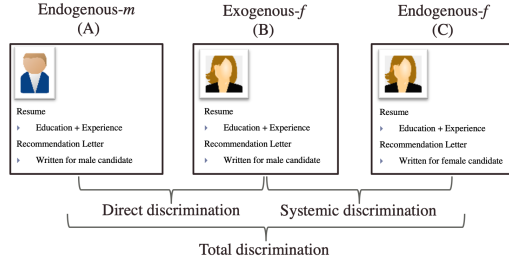 Endogenous-m
(A)
Resume
Education + Experience
Recommendation Letter
Written for male candidate
Exogenous-f
(B)
Resume
Education + Experience
Recommendation Letter
Written for male candidate
Endogenous-f
(C)
Resume
Education + Experience
Recommendation Letter
Written for female candidate
Direct discrimination
Systemic discrimination
Total discrimination